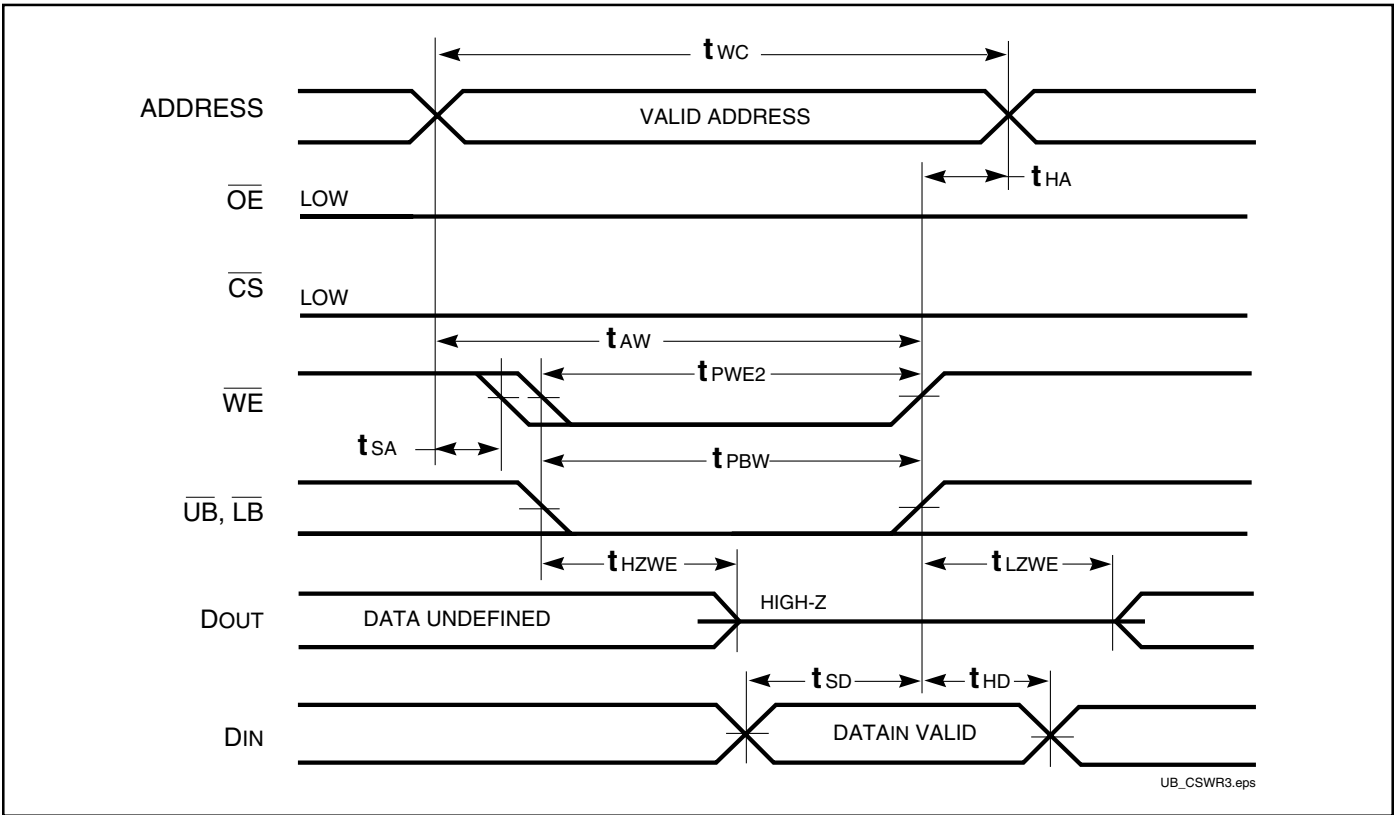 tWC
ADDRESS
VALID ADDRESS
tHA
OE
LOW
CS
LOW
tAW
tPWE2
WE
tSA
tPBW
UB, LB
tHZWE
tLZWE
HIGH-Z
DOUT
DATA UNDEFINED
tSD
tHD
DIN
DATAIN VALID
UB_CSWR3.eps